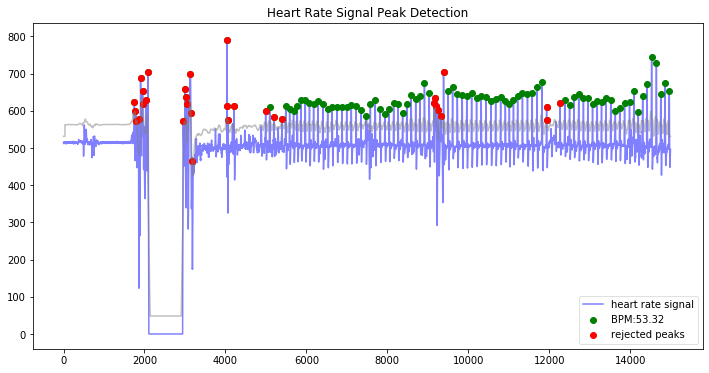 Heart Rate Signal Peak Detection
800
700
600
500
400
300
200
100
0
0 2000 4000 6000 8000 10000 12000 14000
heart rate signal
BPM:53.32
rejected peaks